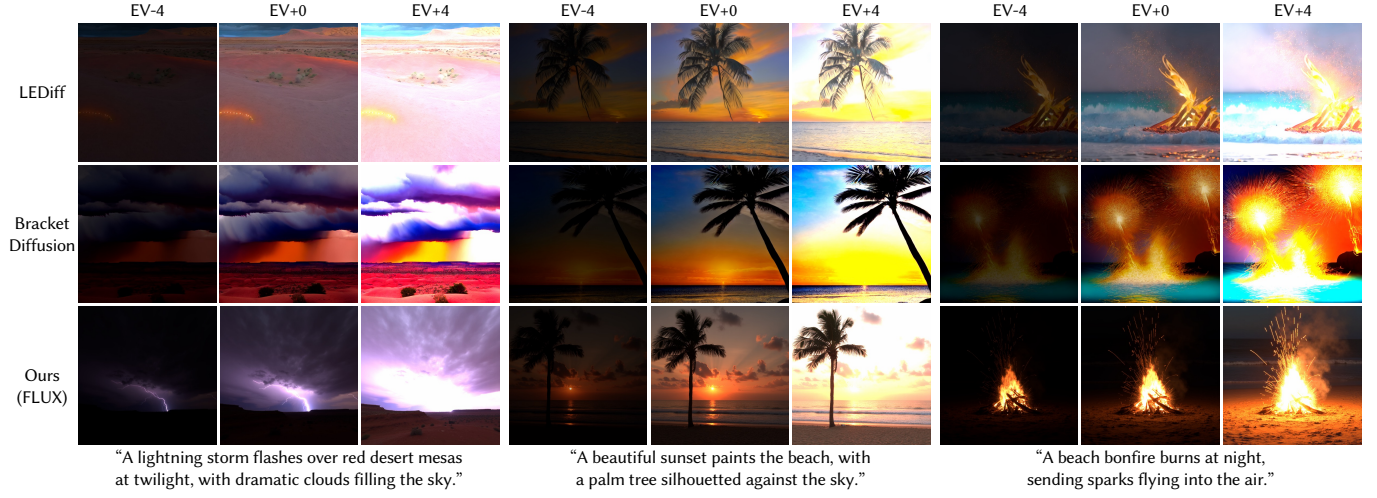 EV-4 EV+0 EV+4 EV-4 EV+0 EV+4 EV-4 EV+0 EV+4
LEDiff
Bracket
Diffusion
Ours
(FLUX)
“A lightning storm flashes over red desert mesas
at twilight, with dramatic clouds filling the sky.”
“A beautiful sunset paints the beach, with
a palm tree silhouetted against the sky.”
“A beach bonfire burns at night,
sending sparks flying into the air.”